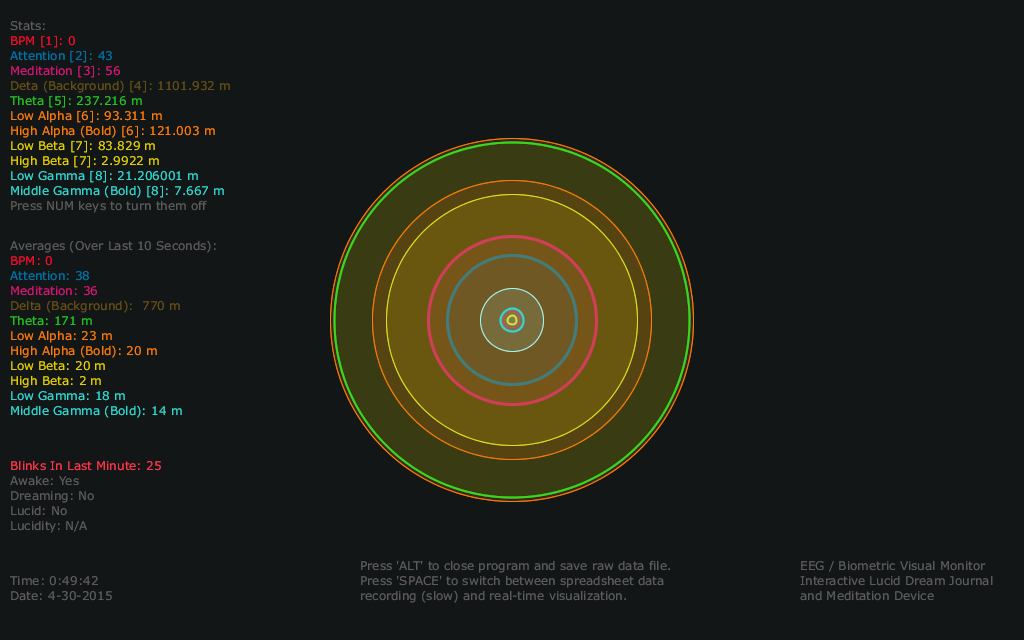 Stats:
BPM [1]: 0
Attention [2]: 43
Meditation [3]: 56
Deta (Background) [4]: 1101.932 m
Theta [5]: 237.216 m
Low Alpha [6]: 93.311 m
High Alpha (Bold) [6]: 121.003 m
Low Beta [7]: 83.829 m
High Beta [7]: 2.9922 m
Low Gamma [8]: 21.206001 m
Middle Gamma (Bold) [8]: 7.667 m
Press NUM keys to turn them off
Averages (Over Last 10 Seconds):
BPM: 0
Attention: 38
Meditation: 36
Delta (Background):  770 m
Theta: 171 m
Low Alpha: 23 m
High Alpha (Bold): 20 m
Low Beta: 20 m
High Beta: 2 m
Low Gamma: 18 m
Middle Gamma (Bold): 14 m
Blinks In Last Minute: 25
Awake: Yes
Dreaming: No
Lucid: No
Lucidity: N/A
Time: 0:49:42
Date: 4-30-2015
Press 'ALT' to close program and save raw data file.
Press 'SPACE' to switch between spreadsheet data
recording (slow) and real-time visualization.
EEG / Biometric Visual Monitor
Interactive Lucid Dream Journal
and Meditation Device